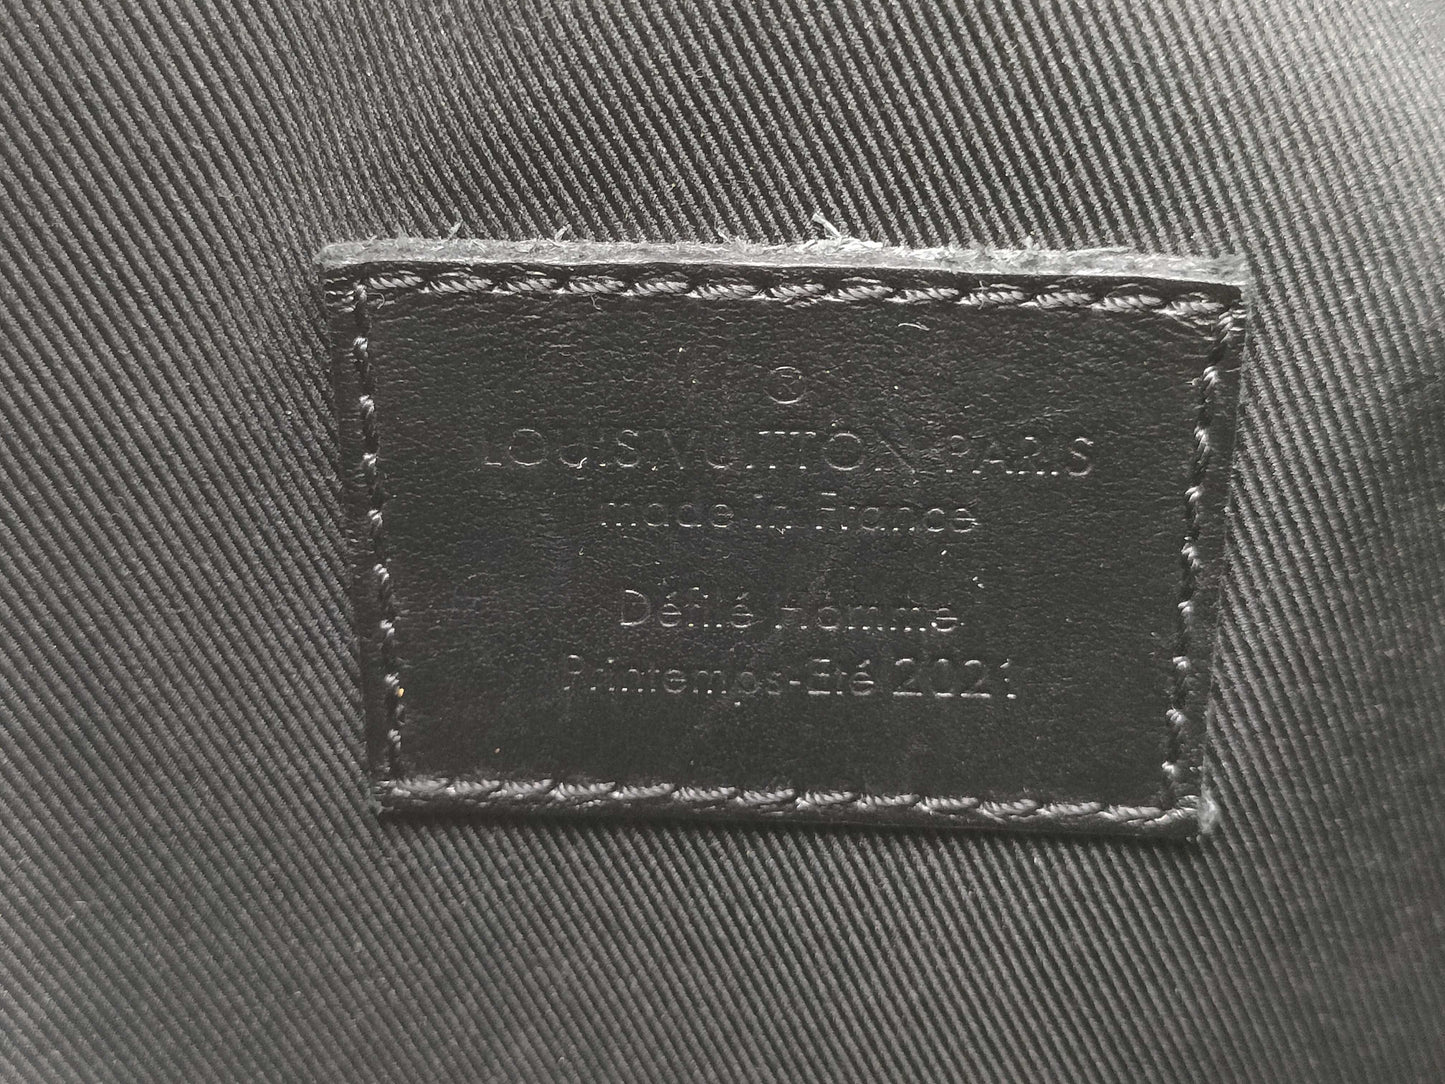 LOUIS VUITTON PARIS
made in France
Défilé Homme
Printemps-Eté 2021